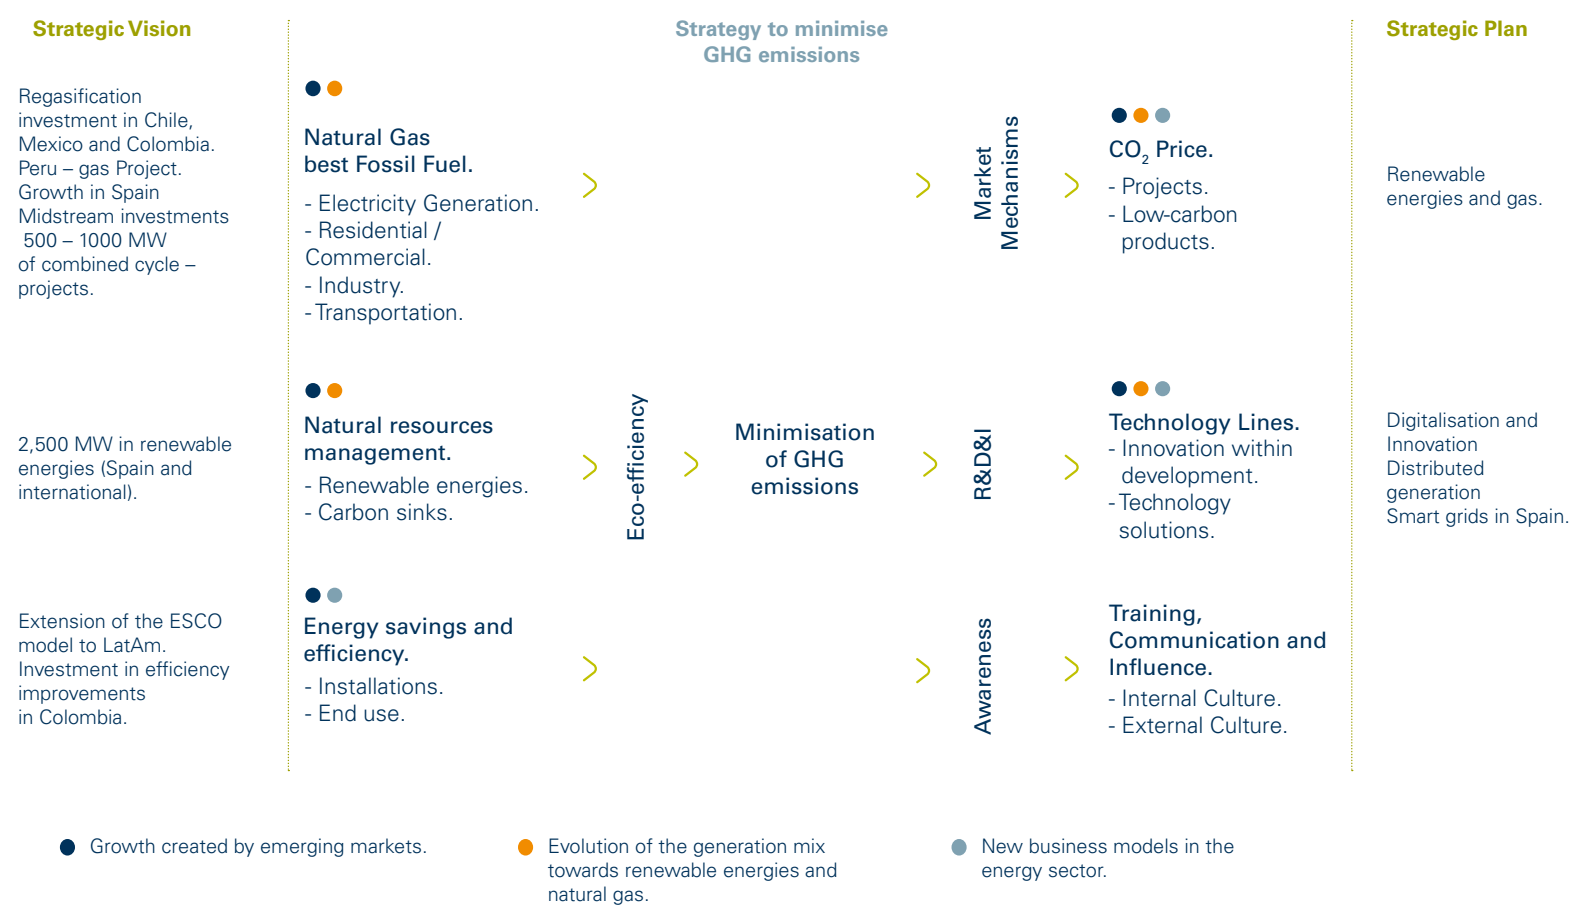 Strategic Vision
Strategy to minimise
GHG emissions
Strategic Plan
Regasification
investment in Chile,
Mexico and Colombia.
Peru – gas Project.
Growth in Spain
Midstream investments
500 – 1000 MW
of combined cycle –
projects.
Natural Gas
best Fossil Fuel.
- Electricity Generation.
- Residential /
Commercial.
- Industry.
- Transportation.
Market
Mechanisms
CO₂ Price.
- Projects.
- Low-carbon
products.
Renewable
energies and gas.
2,500 MW in renewable
energies (Spain and
international).
Natural resources
management.
- Renewable energies.
- Carbon sinks.
Eco-efficiency
Minimisation
of GHG
emissions
R&D&I
Technology Lines.
- Innovation within
development.
- Technology
solutions.
Digitalisation and
Innovation
Distributed
generation
Smart grids in Spain.
Extension of the ESCO
model to LatAm.
Investment in efficiency
improvements
in Colombia.
Energy savings and
efficiency.
- Installations.
- End use.
Awareness
Training,
Communication and
Influence.
- Internal Culture.
- External Culture.
Growth created by emerging markets.
Evolution of the generation mix
towards renewable energies and
natural gas.
New business models in the
energy sector.